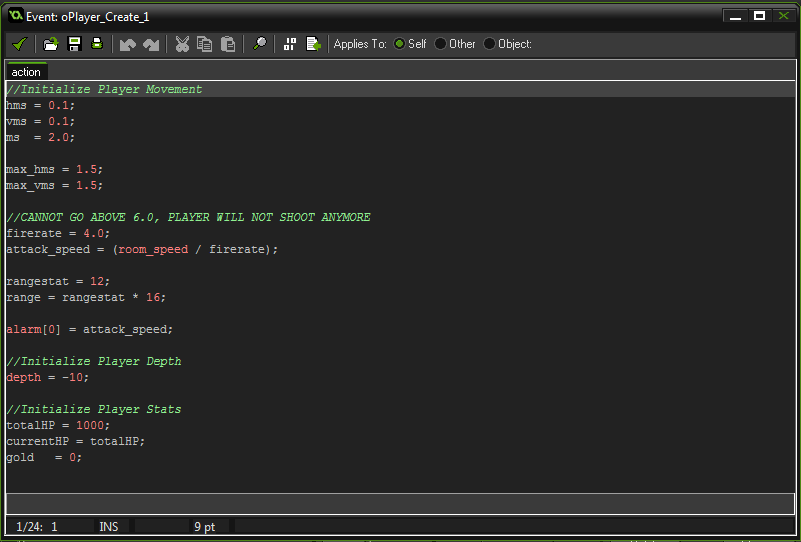 Event: oPlayer_Create_1
Applies To: Self Other Object:
action
//Initialize Player Movement
hms = 0.1;
vms = 0.1;
ms  = 2.0;

max_hms = 1.5;
max_vms = 1.5;

//CANNOT GO ABOVE 6.0, PLAYER WILL NOT SHOOT ANYMORE
firerate = 4.0;
attack_speed = (room_speed / firerate);

rangestat = 12;
range = rangestat * 16;

alarm[0] = attack_speed;

//Initialize Player Depth
depth = -10;

//Initialize Player Stats
totalHP = 1000;
currentHP = totalHP;
gold   = 0;

1/24: 1 INS 9 pt